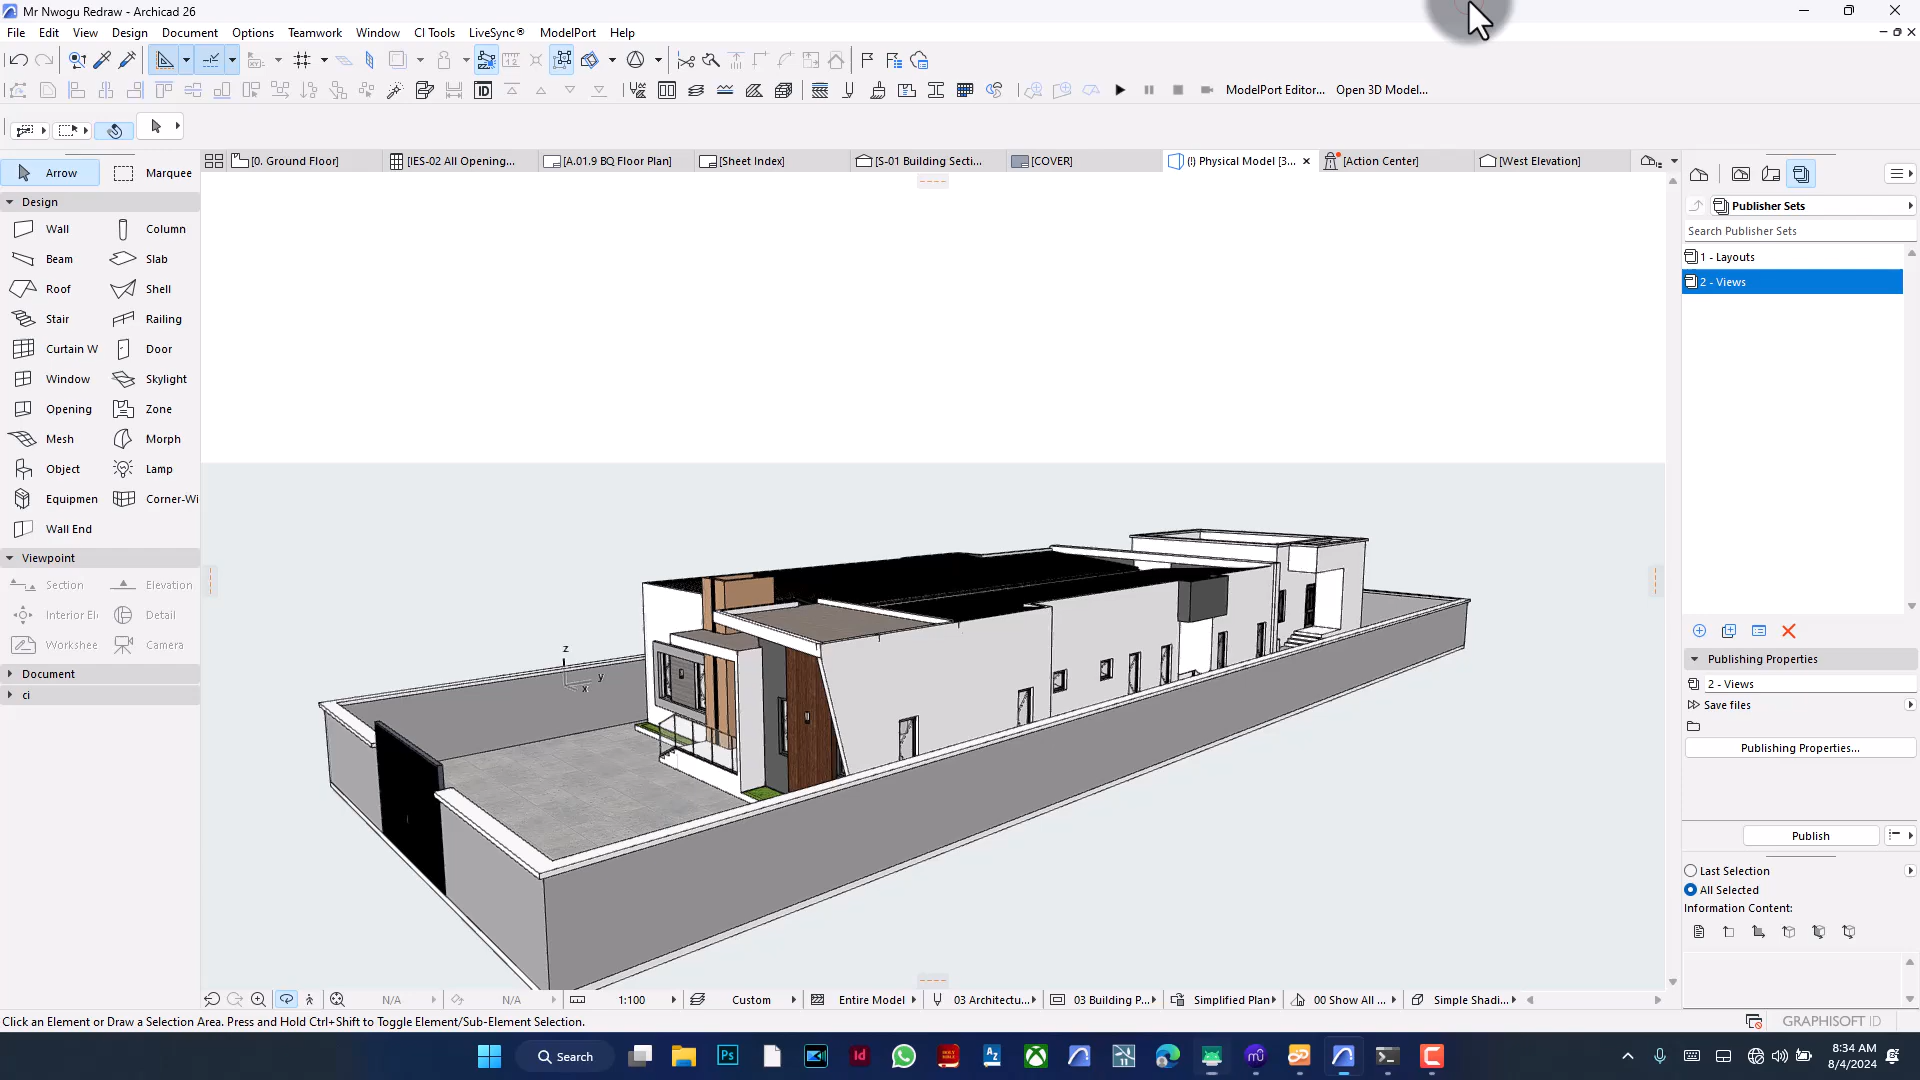 Mr Nwogu Redraw - Archicad 26
File Edit View Design Document Options Teamwork Window CI Tools LiveSync® ModelPort Help
ModelPort Editor... Open 3D Model...
Arrow Marquee
[0. Ground Floor] [IES-02 All Opening... [A.01.9 BQ Floor Plan] [Sheet Index] [S-01 Building Secti... [COVER] (!) Physical Model [3... [Action Center] [West Elevation]
Design
Wall Column
Beam Slab
Roof Shell
Stair Railing
Curtain W Door
Window Skylight
Opening Zone
Mesh Morph
Object Lamp
Equipmen Corner-Wi
Wall End
Viewpoint
Section Elevation
Interior El Detail
Workshee Camera
Document
ci
z
y
x
Publisher Sets
Search Publisher Sets
1 - Layouts
2 - Views
Publishing Properties
2 - Views
Save files
Publishing Properties...
Publish
Last Selection
All Selected
Information Content:
N/A N/A 1:100 Custom Entire Model 03 Architectu... 03 Building P... Simplified Plan 00 Show All ... Simple Shadi...
Click an Element or Draw a Selection Area. Press and Hold Ctrl+Shift to Toggle Element/Sub-Element Selection.
GRAPHISOFT ID
Search
8:34 AM
8/4/2024